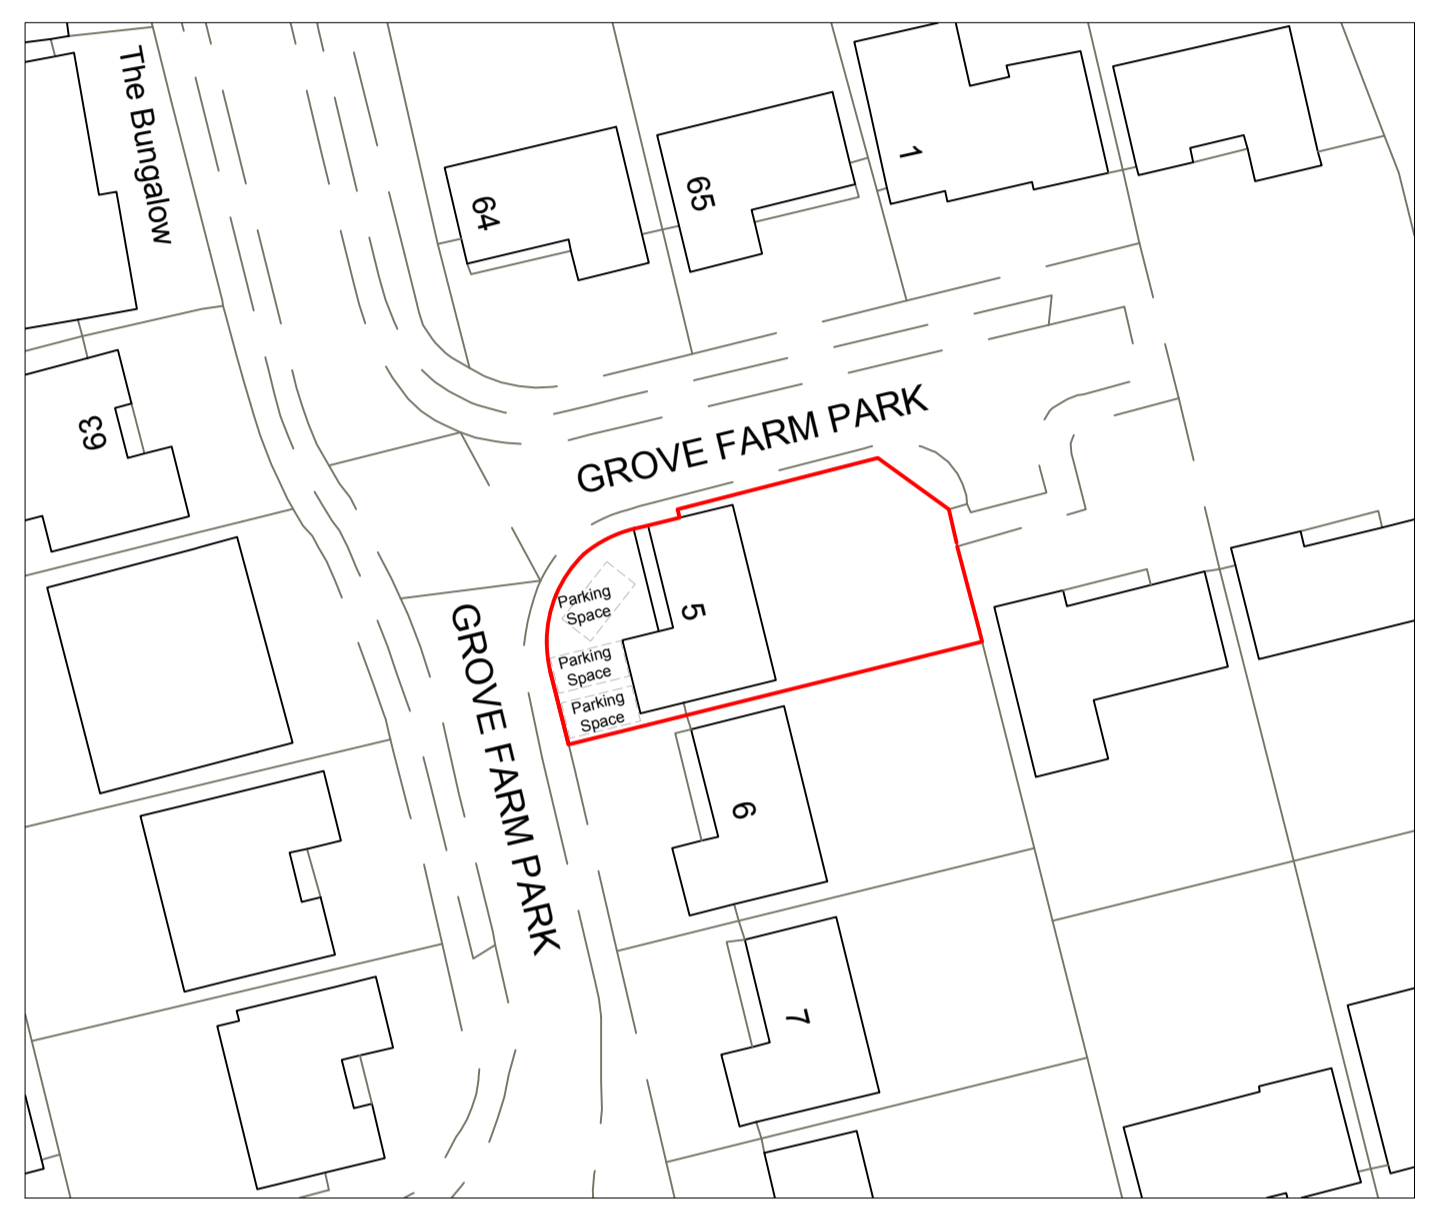 The Bungalow
64
65
1
63
GROVE FARM PARK
Parking
Space
5
Parking
Space
Parking
Space
GROVE FARM PARK
6
7